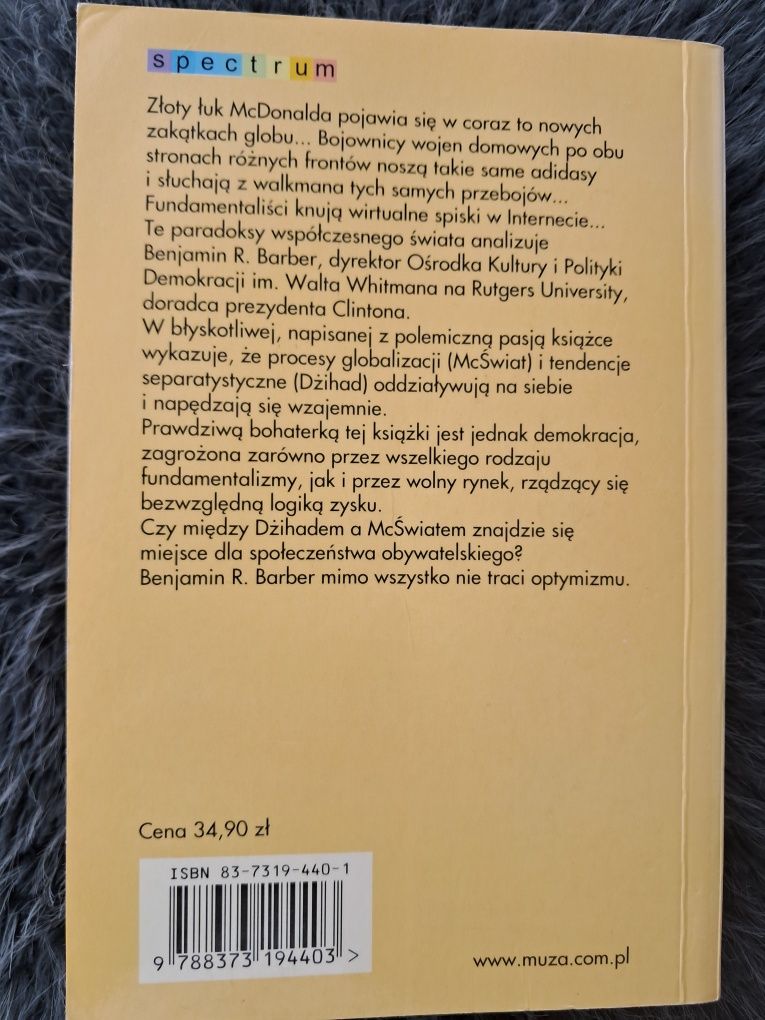 spectrum
Złoty łuk McDonalda pojawia się w coraz to nowych
zakątkach globu... Bojownicy wojen domowych po obu
stronach różnych frontów noszą takie same adidasy
i słuchają z walkmana tych samych przebojów...
Fundamentaliści knują wirtualne spiski w Internecie...
Te paradoksy współczesnego świata analizuje
Benjamin R. Barber, dyrektor Ośrodka Kultury i Polityki
Demokracji im. Walta Whitmana na Rutgers University,
doradca prezydenta Clintona.
W błyskotliwej, napisanej z polemiczną pasją książce
wykazuje, że procesy globalizacji (McŚwiat) i tendencje
separatystyczne (Dżihad) oddziaływują na siebie
i napędzają się wzajemnie.
Prawdziwą bohaterką tej książki jest jednak demokracja,
zagrożona zarówno przez wszelkiego rodzaju
fundamentalizmy, jak i przez wolny rynek, rządzący się
bezwzględną logiką zysku.
Czy między Dżihadem a McŚwiatem znajdzie się
miejsce dla społeczeństwa obywatelskiego?
Benjamin R. Barber mimo wszystko nie traci optymizmu.
Cena 34,90 zł
ISBN 83-7319-440-1
9 788373 194403 >
www.muza.com.pl